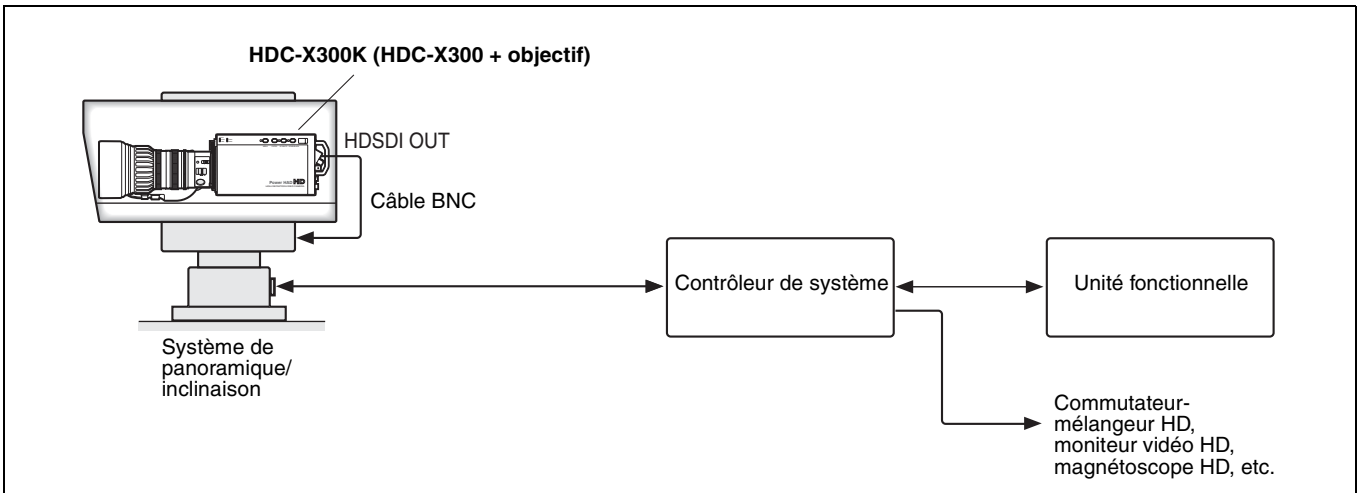 HDC-X300K (HDC-X300 + objectif)
HDSDI OUT
Câble BNC
Contrôleur de système
Unité fonctionnelle
Système de
panoramique/
inclinaison
Commutateur-
mélangeur HD,
moniteur vidéo HD,
magnétoscope HD, etc.